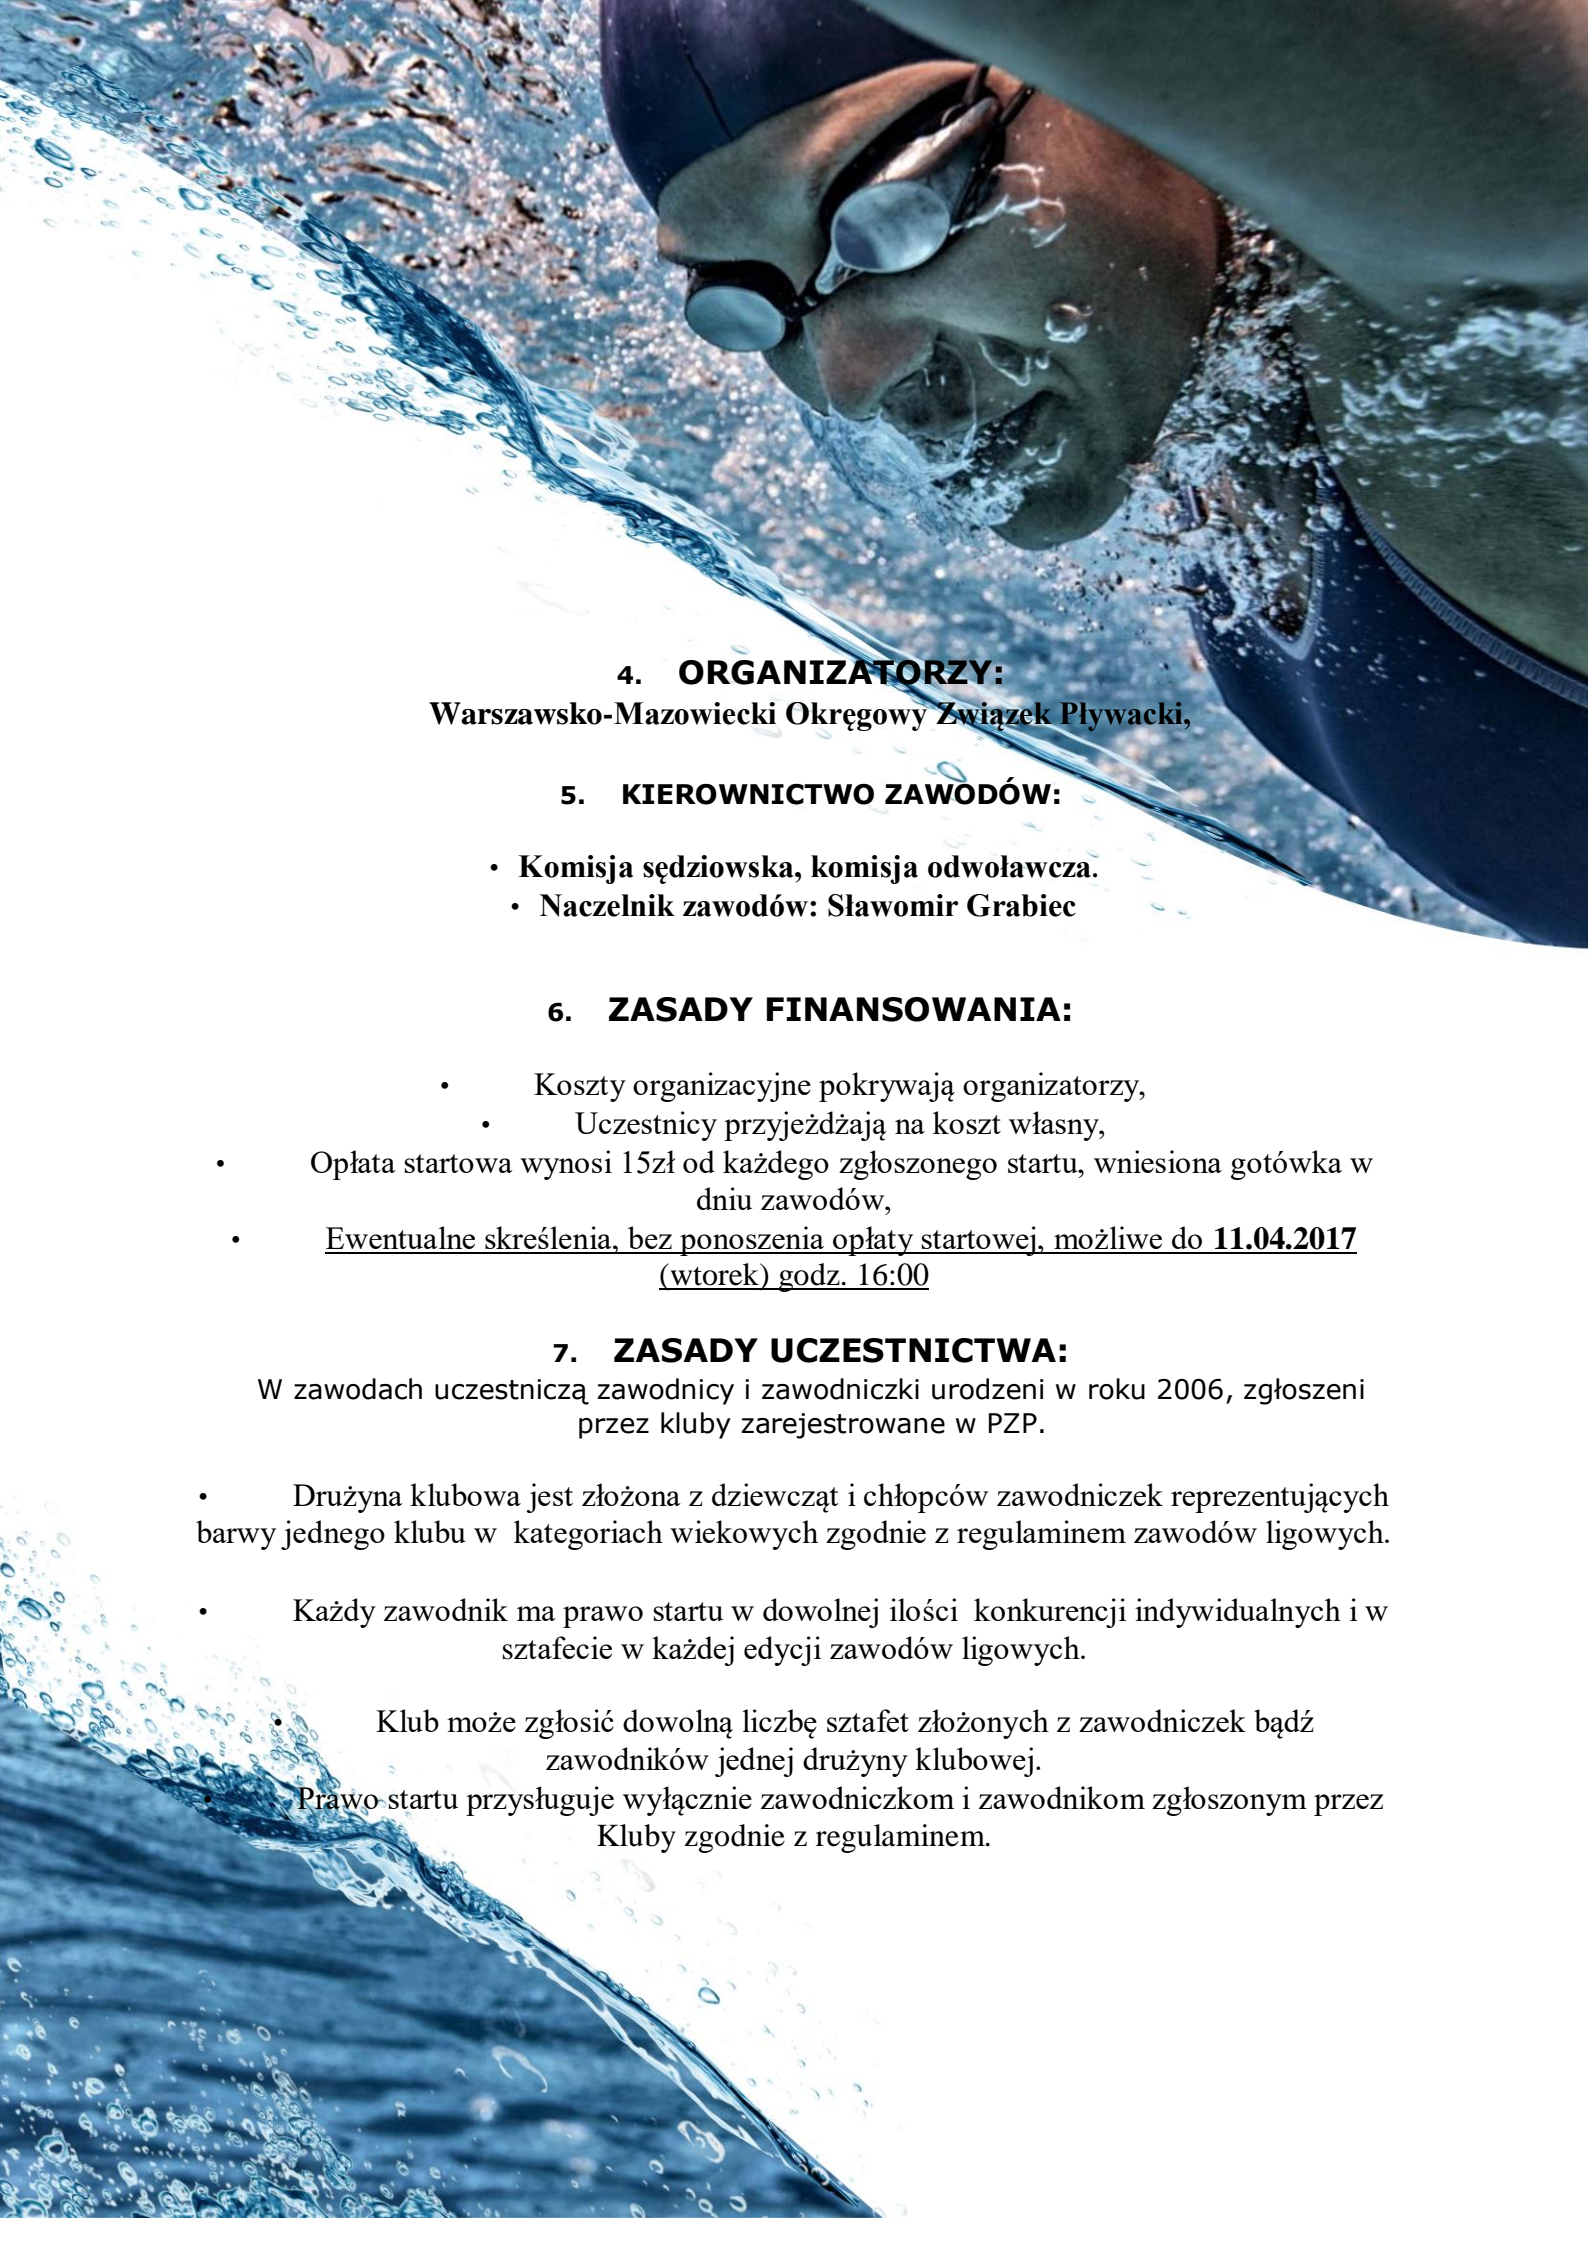 4. ORGANIZATORZY:
Warszawsko-Mazowiecki Okręgowy Związek Pływacki,
5. KIEROWNICTWO ZAWODÓW:
• Komisja sędziowska, komisja odwoławcza.
• Naczelnik zawodów: Sławomir Grabiec
6. ZASADY FINANSOWANIA:
• Koszty organizacyjne pokrywają organizatorzy,
• Uczestnicy przyjeżdżają na koszt własny,
• Opłata startowa wynosi 15zł od każdego zgłoszonego startu, wniesiona gotówka w
dniu zawodów,
• Ewentualne skreślenia, bez ponoszenia opłaty startowej, możliwe do 11.04.2017
(wtorek) godz. 16:00
7. ZASADY UCZESTNICTWA:
W zawodach uczestniczą zawodnicy i zawodniczki urodzeni w roku 2006, zgłoszeni
przez kluby zarejestrowane w PZP.
• Drużyna klubowa jest złożona z dziewcząt i chłopców zawodniczek reprezentujących
barwy jednego klubu w kategoriach wiekowych zgodnie z regulaminem zawodów ligowych.
• Każdy zawodnik ma prawo startu w dowolnej ilości konkurencji indywidualnych i w
sztafecie w każdej edycji zawodów ligowych.
• Klub może zgłosić dowolną liczbę sztafet złożonych z zawodniczek bądź
zawodników jednej drużyny klubowej.
• Prawo startu przysługuje wyłącznie zawodniczkom i zawodnikom zgłoszonym przez
Kluby zgodnie z regulaminem.